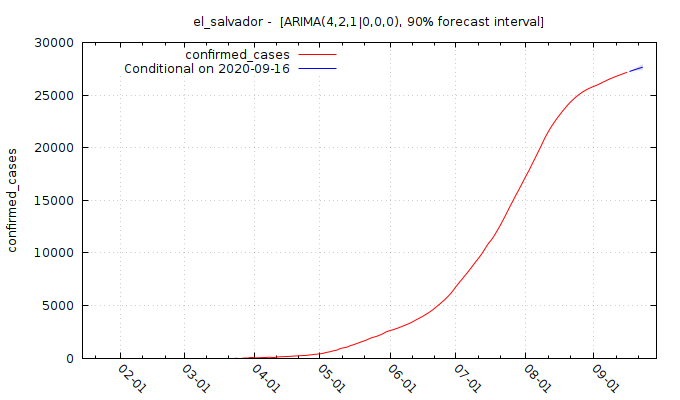 el_salvador -  [ARIMA(4,2,1|0,0,0), 90% forecast interval]
confirmed_cases
Conditional on 2020-09-16
confirmed_cases
30000
25000
20000
15000
10000
5000
0
02-01 03-01 04-01 05-01 06-01 07-01 08-01 09-01